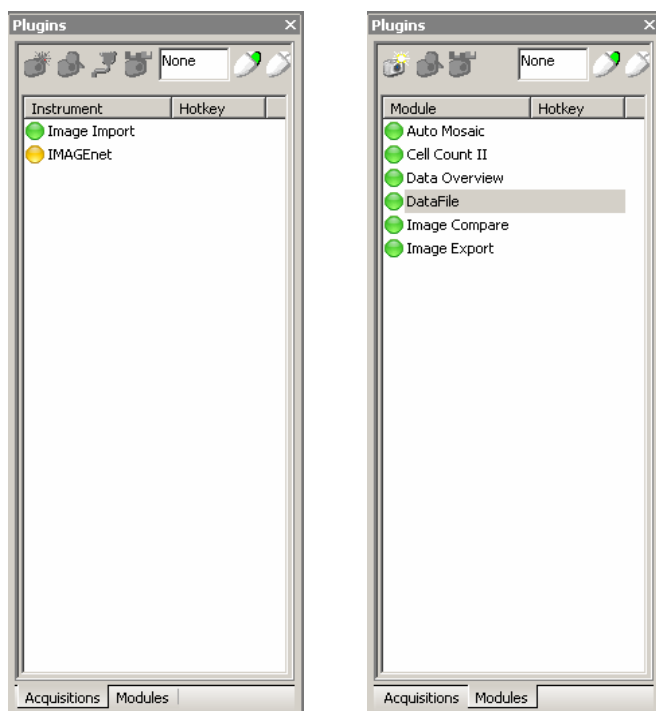 Plugins
None
Instrument Hotkey
Image Import
IMAGEnet
Acquisitions Modules
Plugins
None
Module Hotkey
Auto Mosaic
Cell Count II
Data Overview
DataFile
Image Compare
Image Export
Acquisitions Modules